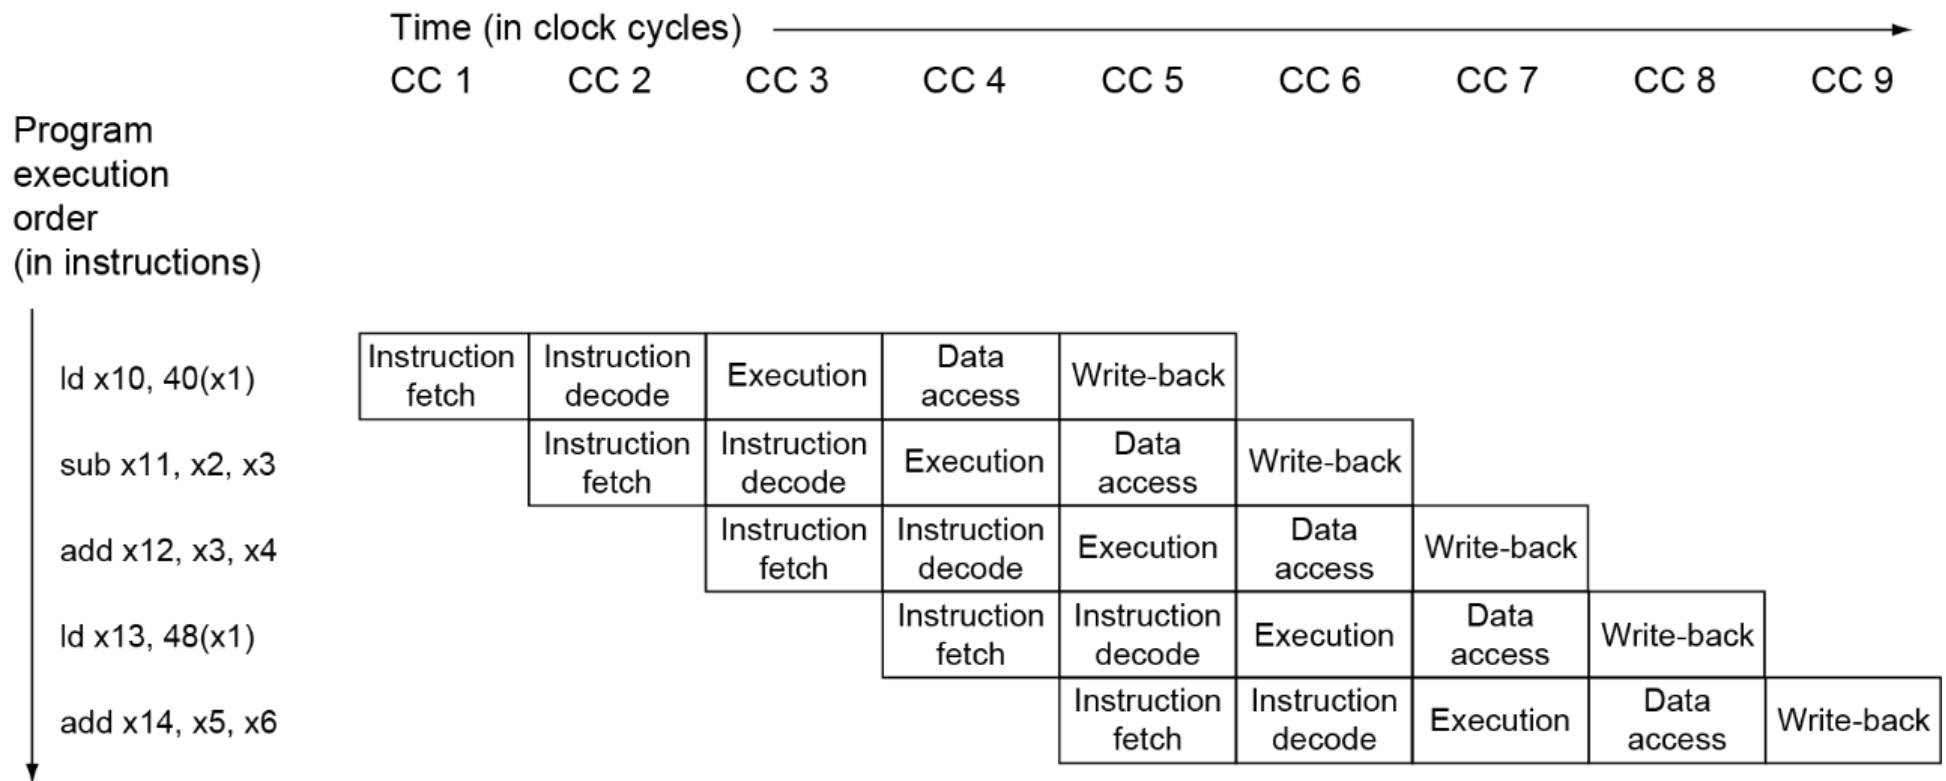 Time (in clock cycles)
CC 1 CC 2 CC 3 CC 4 CC 5 CC 6 CC 7 CC 8 CC 9
Program
execution
order
(in instructions)
ld x10, 40(x1)
Instruction
fetch
Instruction
decode
Execution
Data
access
Write-back
sub x11, x2, x3
Instruction
fetch
Instruction
decode
Execution
Data
access
Write-back
add x12, x3, x4
Instruction
fetch
Instruction
decode
Execution
Data
access
Write-back
ld x13, 48(x1)
Instruction
fetch
Instruction
decode
Execution
Data
access
Write-back
add x14, x5, x6
Instruction
fetch
Instruction
decode
Execution
Data
access
Write-back